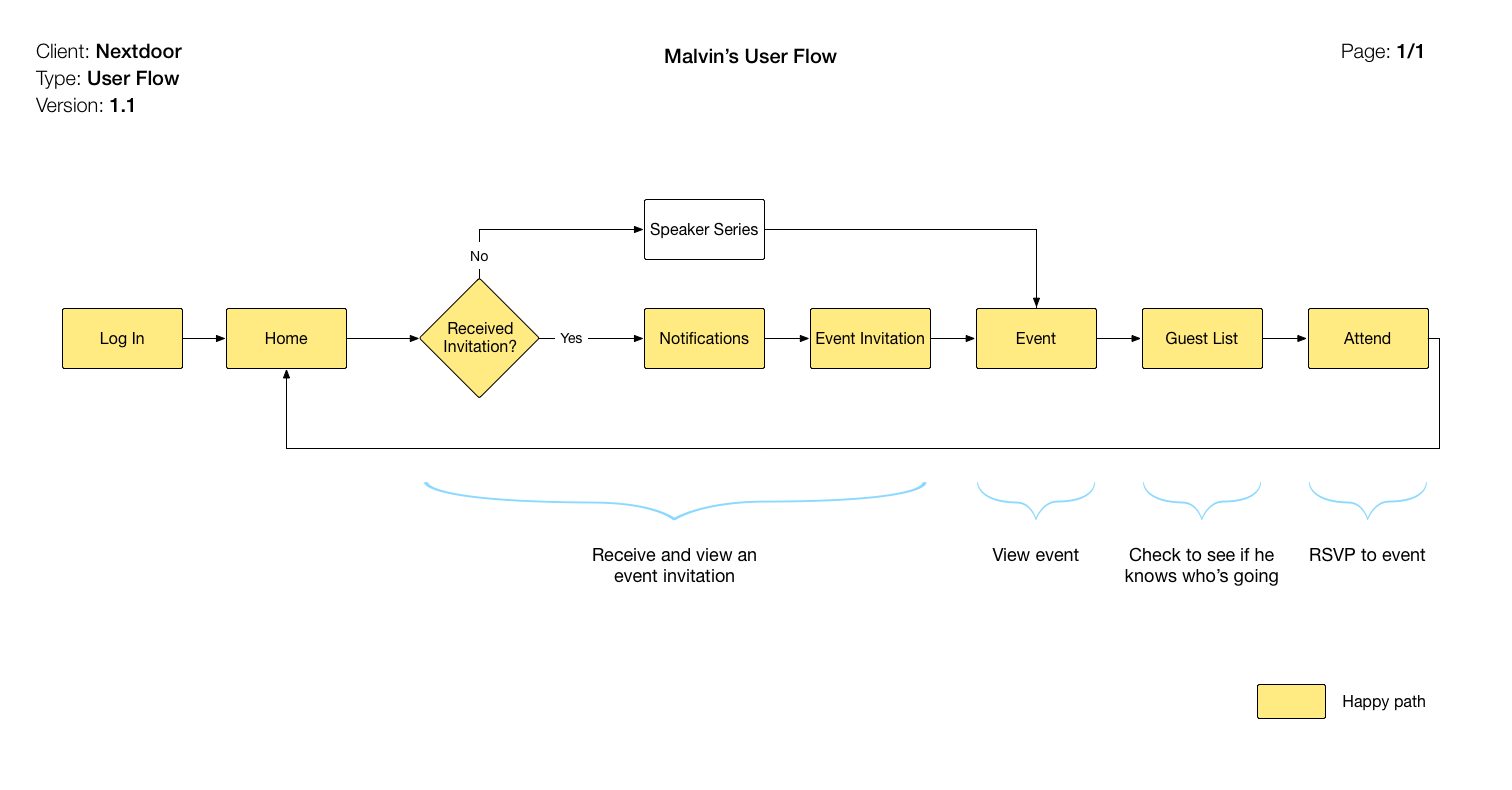 Client: Nextdoor
Type: User Flow
Version: 1.1
Malvin’s User Flow
Page: 1/1
Speaker Series
No
Log In
Home
Received
Invitation?
Yes
Notifications
Event Invitation
Event
Guest List
Attend
Receive and view an
event invitation
View event
Check to see if he
knows who’s going
RSVP to event
Happy path